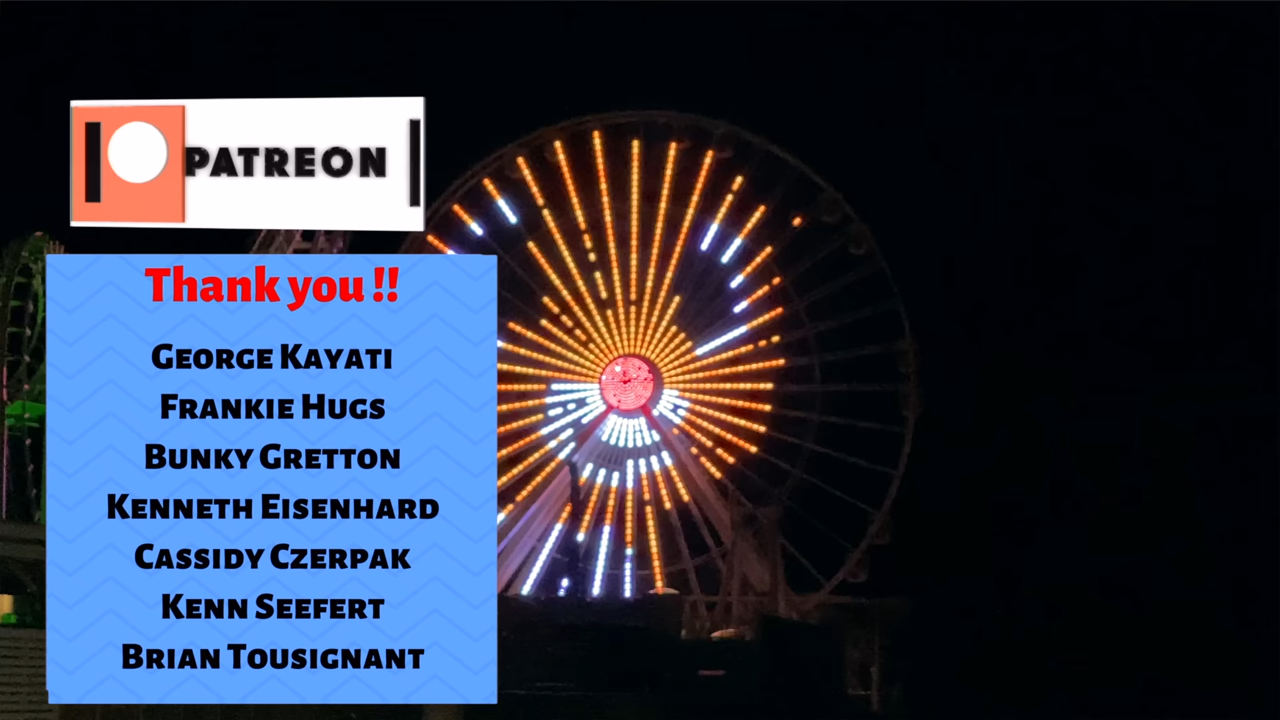 PATREON
Thank you !!
George Kayati
Frankie Hugs
Bunky Gretton
Kenneth Eisenhard
Cassidy Czerpak
Kenn Seefert
Brian Tousignant